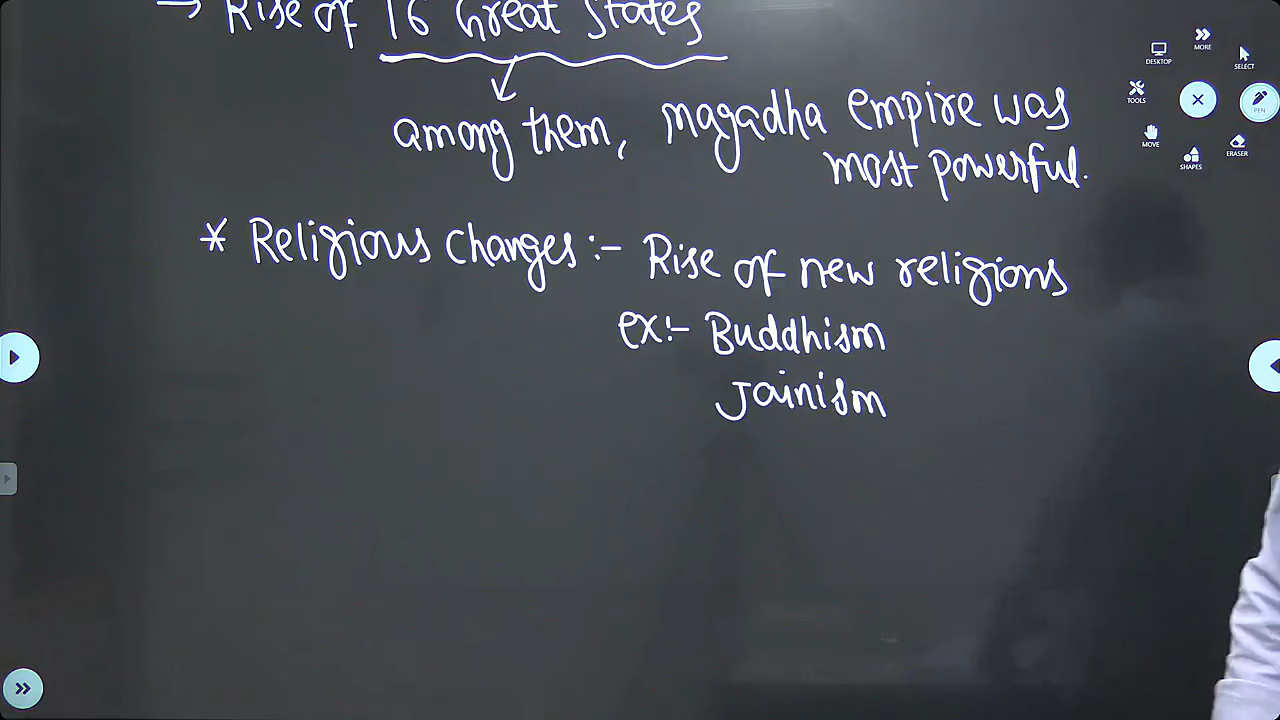 → Rise of 16 Great States
among them, magadha empire was
most powerful.
* Religious changes :- Rise of new religions
ex:- Buddhism
Jainism
MORE
DESKTOP
SELECT
TOOLS
PEN
MOVE
SHAPES
ERASER